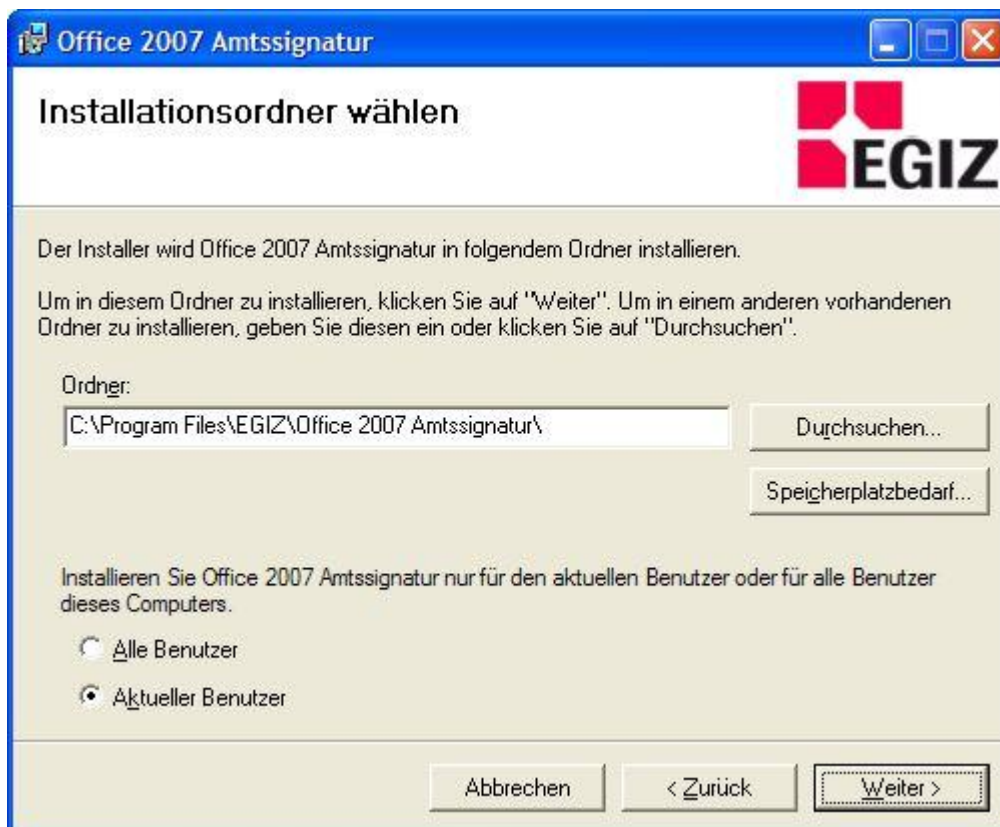 Office 2007 Amtssignatur
Installationsordner wählen
EGIZ
Der Installer wird Office 2007 Amtssignatur in folgendem Ordner installieren.
Um in diesem Ordner zu installieren, klicken Sie auf "Weiter". Um in einem anderen vorhandenen
Ordner zu installieren, geben Sie diesen ein oder klicken Sie auf "Durchsuchen".
Ordner:
C:\Program Files\EGIZ\Office 2007 Amtssignatur\
Durchsuchen...
Speicherplatzbedarf...
Installieren Sie Office 2007 Amtssignatur nur für den aktuellen Benutzer oder für alle Benutzer
dieses Computers.
Alle Benutzer
Aktueller Benutzer
Abbrechen
< Zurück
Weiter >